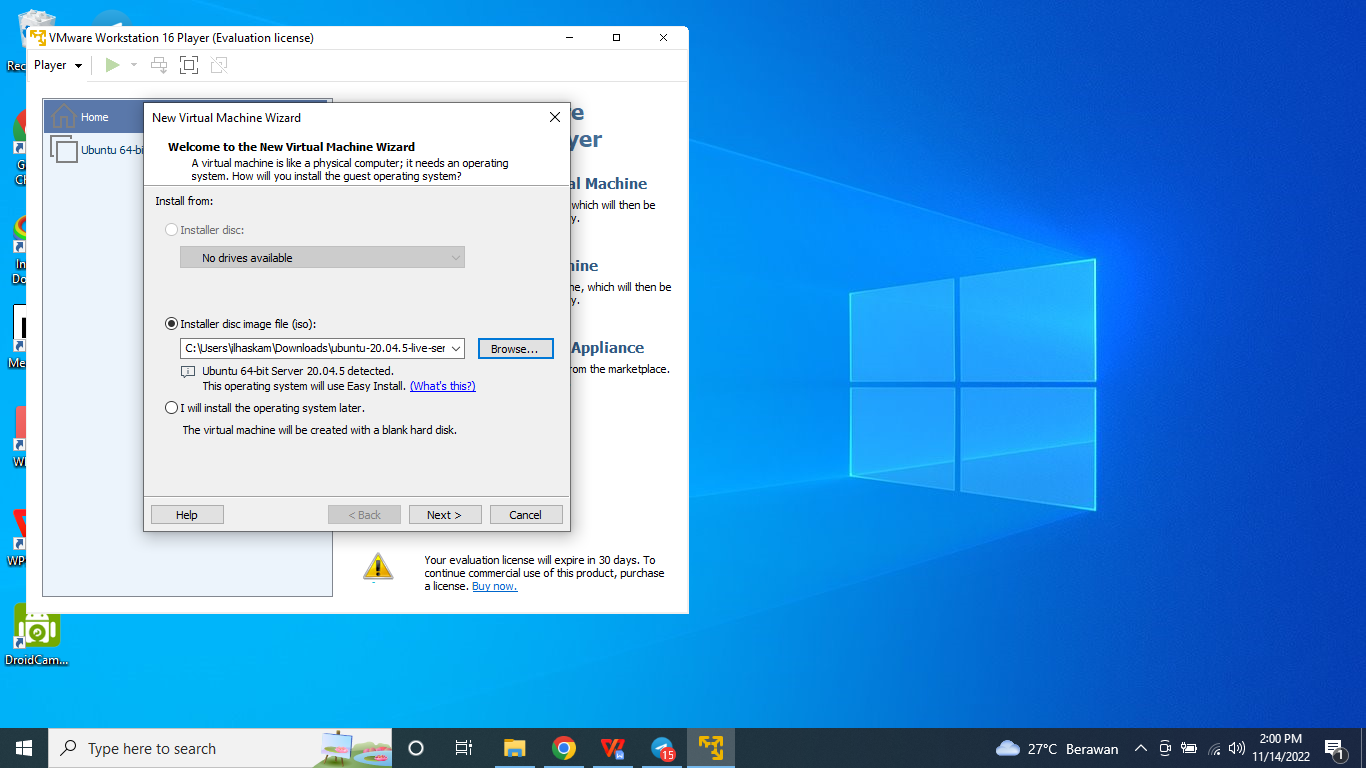 VMware Workstation 16 Player (Evaluation license)
Player
Home
Ubuntu 64-bi
New Virtual Machine Wizard
Welcome to the New Virtual Machine Wizard
A virtual machine is like a physical computer; it needs an operating
system. How will you install the guest operating system?
Install from:
Installer disc:
No drives available
Installer disc image file (iso):
C:\Users\ilhaskam\Downloads\ubuntu-20.04.5-live-ser
Browse...
Ubuntu 64-bit Server 20.04.5 detected.
This operating system will use Easy Install. (What's this?)
I will install the operating system later.
The virtual machine will be created with a blank hard disk.
Help
< Back
Next >
Cancel
re
yer
al Machine
which will then be
y.
hine
ne, which will then be
y.
Appliance
om the marketplace.
Your evaluation license will expire in 30 days. To
continue commercial use of this product, purchase
a license. Buy now.
Rec
G
Ch
In
Do
Me
WP
DroidCam...
Type here to search
15
27°C Berawan
2:00 PM
11/14/2022
1